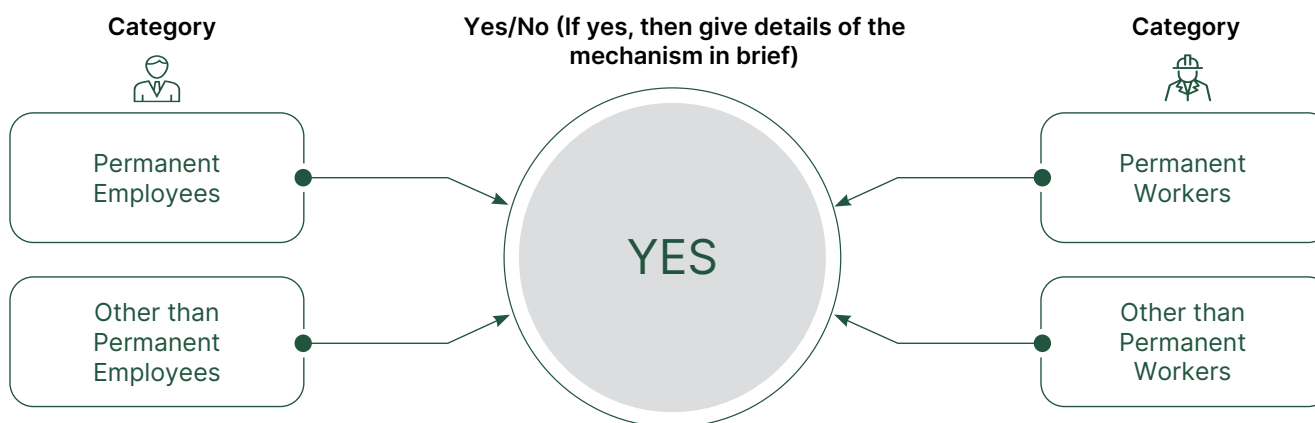 Category
Yes/No (If yes, then give details of the
mechanism in brief)
Category
Permanent
Employees
Other than
Permanent
Employees
YES
Permanent
Workers
Other than
Permanent
Workers